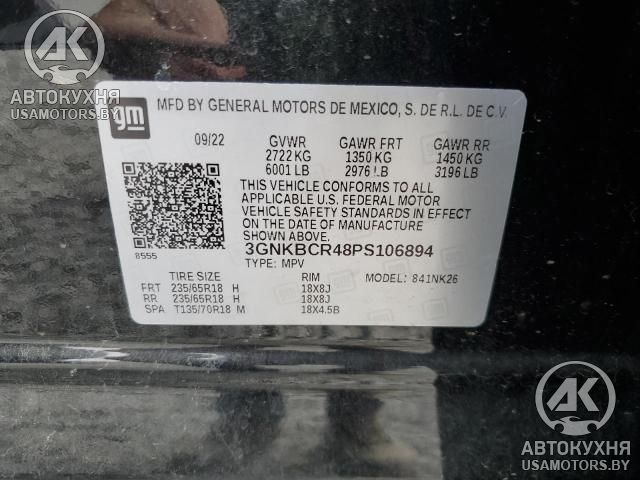 АК
АВТОКУХНЯ
USAMOTORS.BY
gm
MFD BY GENERAL MOTORS DE MEXICO, S. DE R.L. DE C.V.
09/22 GVWR GAWR FRT GAWR RR
2722 KG 1350 KG 1450 KG
6001 LB 2976 LB 3196 LB
THIS VEHICLE CONFORMS TO ALL
APPLICABLE U.S. FEDERAL MOTOR
VEHICLE SAFETY STANDARDS IN EFFECT
ON THE DATE OF MANUFACTURE
SHOWN ABOVE.
3GNKBCR48PS106894
8555
TYPE: MPV
TIRE SIZE RIM MODEL: 841NK26
FRT 235/65R18 H 18X8J
RR 235/65R18 H 18X8J
SPA T135/70R18 M 18X4.5B
АК
АВТОКУХНЯ
USAMOTORS.BY